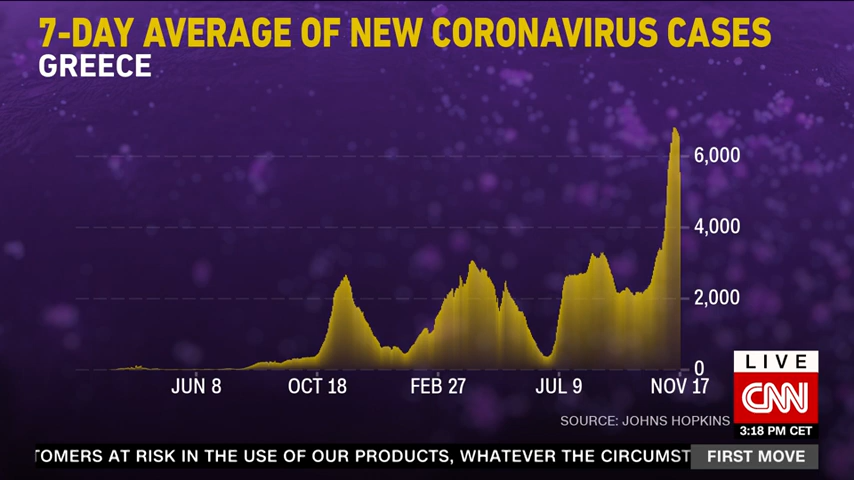 7-DAY AVERAGE OF NEW CORONAVIRUS CASES
GREECE
6,000
4,000
2,000
0
JUN 8 OCT 18 FEB 27 JUL 9 NOV 17
SOURCE: JOHNS HOPKINS
LIVE
CNN
3:18 PM CET
TOMERS AT RISK IN THE USE OF OUR PRODUCTS, WHATEVER THE CIRCUMST
FIRST MOVE